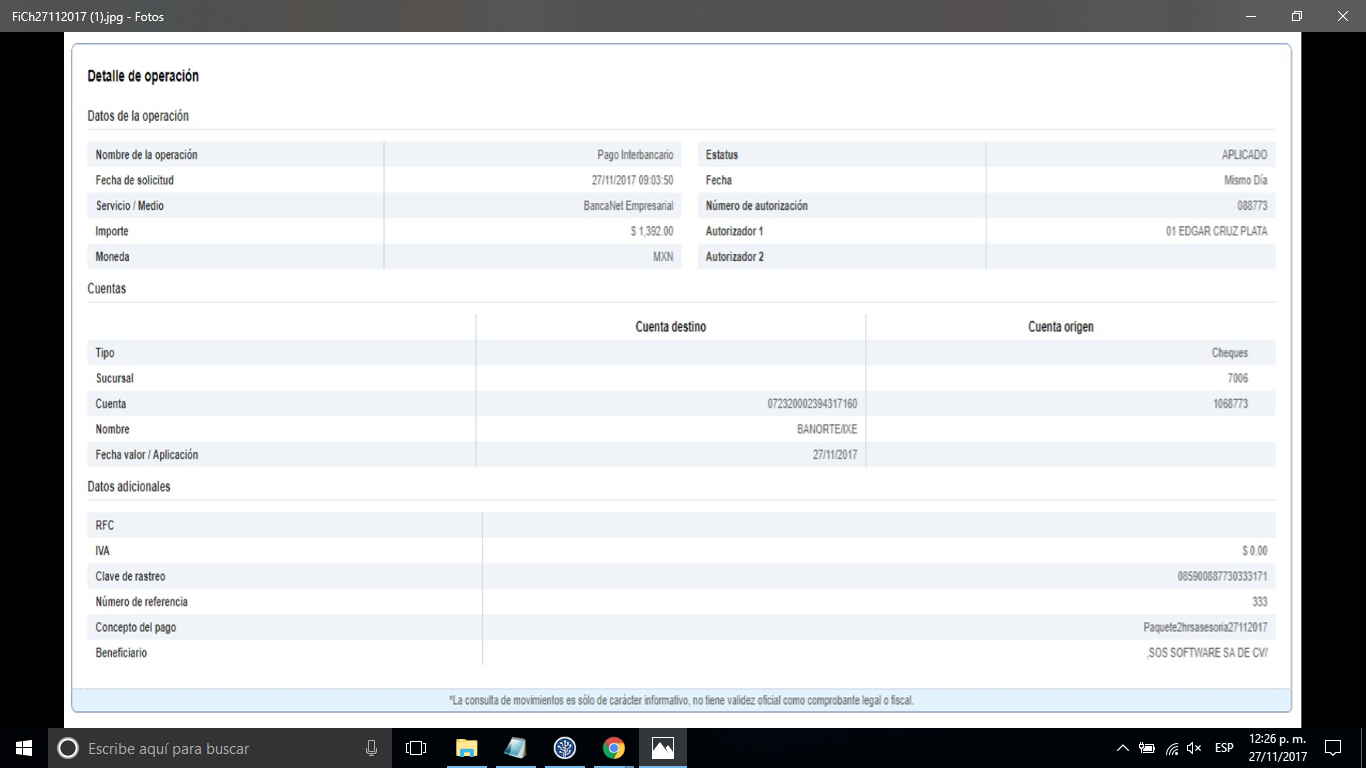 FiCh27112017 (1).jpg - Fotos
Detalle de operación
Datos de la operación
Nombre de la operación Pago Interbancario Estatus APLICADO
Fecha de solicitud 27/11/2017 09:03:50 Fecha Mismo Día
Servicio / Medio BancaNet Empresarial Número de autorización 088773
Importe $ 1,392.00 Autorizador 1 01 EDGAR CRUZ PLATA
Moneda MXN Autorizador 2
Cuentas
Cuenta destino Cuenta origen
Tipo Cheques
Sucursal 7006
Cuenta 072320002394317160 1068773
Nombre BANORTE/IXE
Fecha valor / Aplicación 27/11/2017
Datos adicionales
RFC
IVA $ 0.00
Clave de rastreo 085900887730333171
Número de referencia 333
Concepto del pago Paquete2hrsasesoria27112017
Beneficiario ,SOS SOFTWARE SA DE CV/
*La consulta de movimientos es sólo de carácter informativo, no tiene validez oficial como comprobante legal o fiscal.
Escribe aquí para buscar ESP 12:26 p. m.
27/11/2017